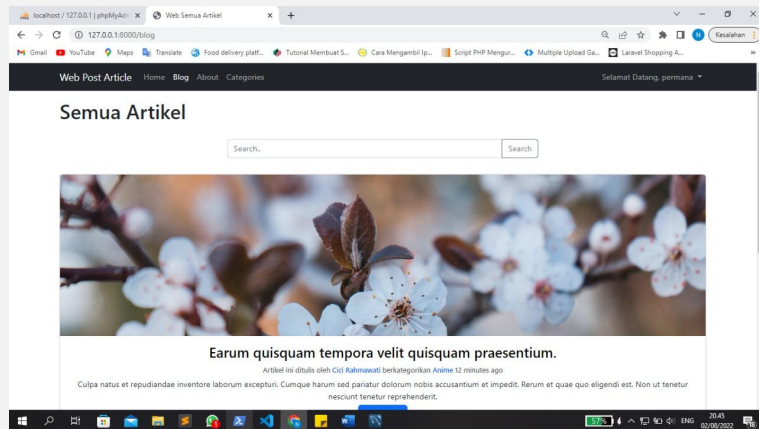 localhost / 127.0.0.1 | phpMyAdm
Web Semua Artikel
127.0.0.1:8000/blog
Kesalahan
Gmail YouTube Maps Translate Food delivery platf... Tutorial Membuat S... Cara Mengambil Ip... Script PHP Mengur... Multiple Upload Ga... Laravel Shopping A...
Web Post Article Home Blog About Categories Selamat Datang, permana
Semua Artikel
Search.. Search
Earum quisquam tempora velit quisquam praesentium.
Artikel ini ditulis oleh Cici Rahmawati berkategorikan Anime 12 minutes ago
Culpa natus et repudiandae inventore laborum excepturi. Cumque harum sed pariatur dolorum nobis accusantium et impedit. Rerum et quae quo eligendi est. Non ut tenetur
nesciunt tenetur reprehenderit.
57% ENG 20.45
02/08/2022